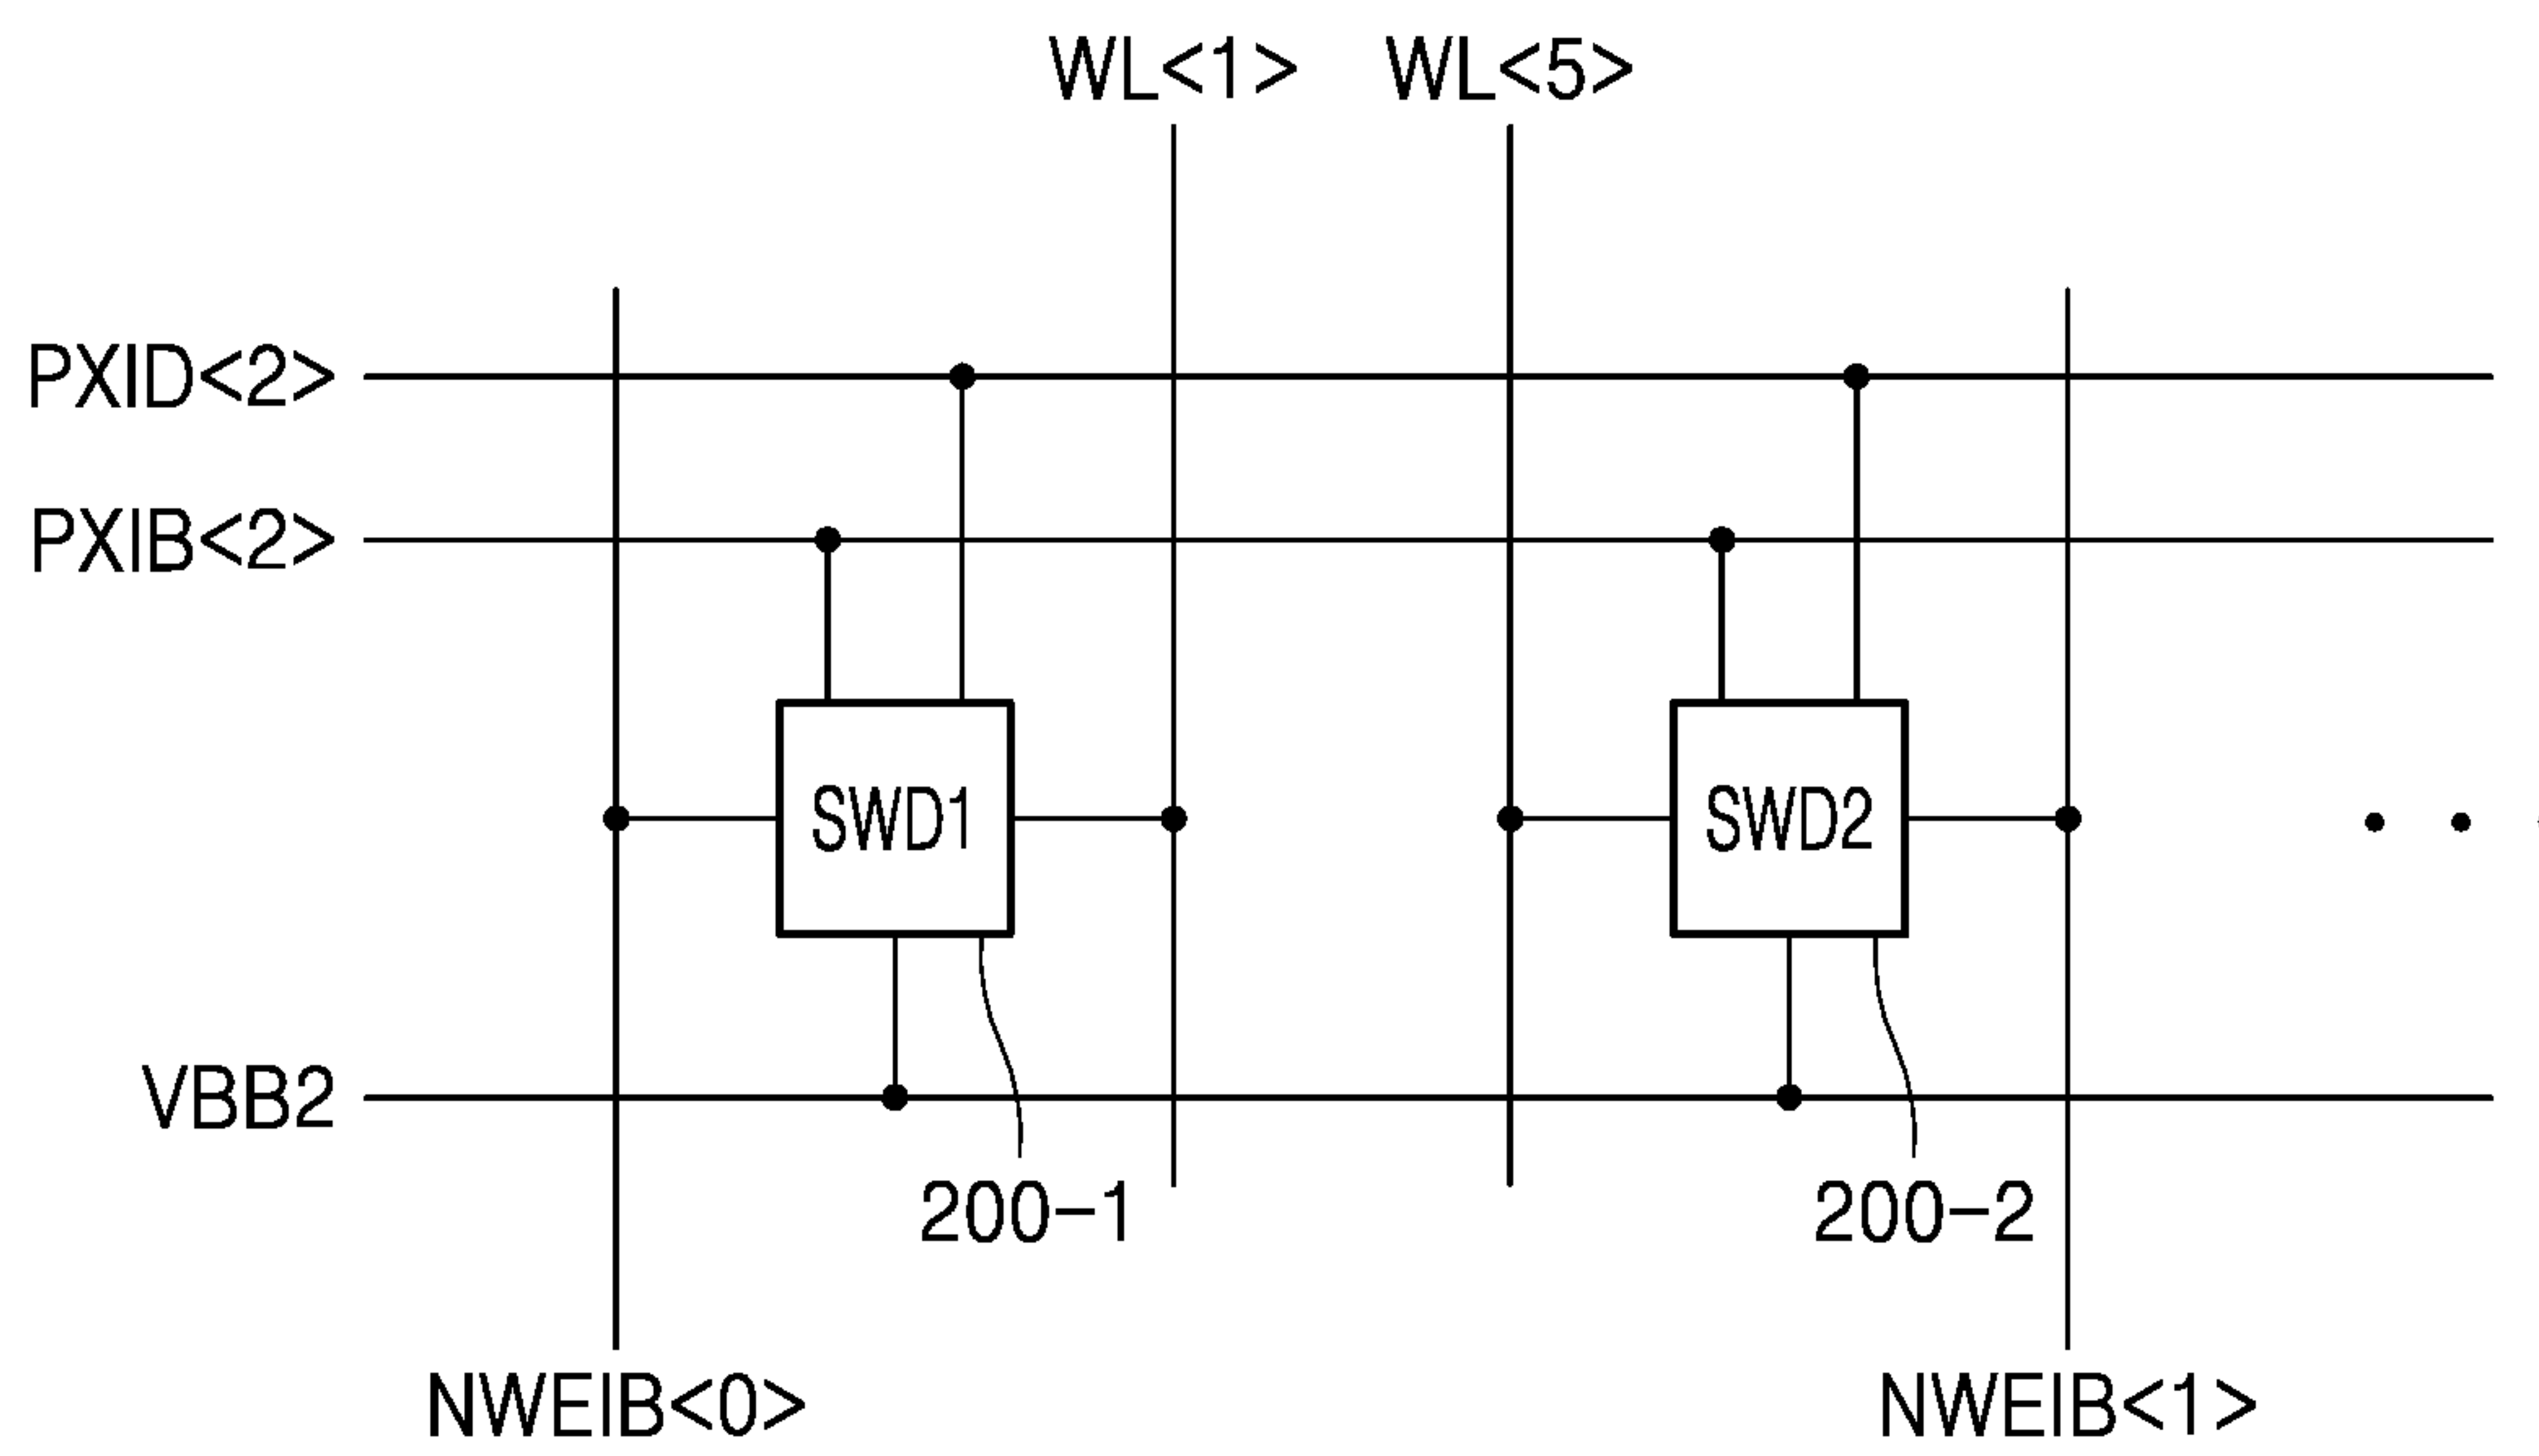 WL<1> WL<5>
PXID<2>
PXIB<2>
SWD1 SWD2
VBB2
200-1 200-2
NWEIB<0> NWEIB<1>